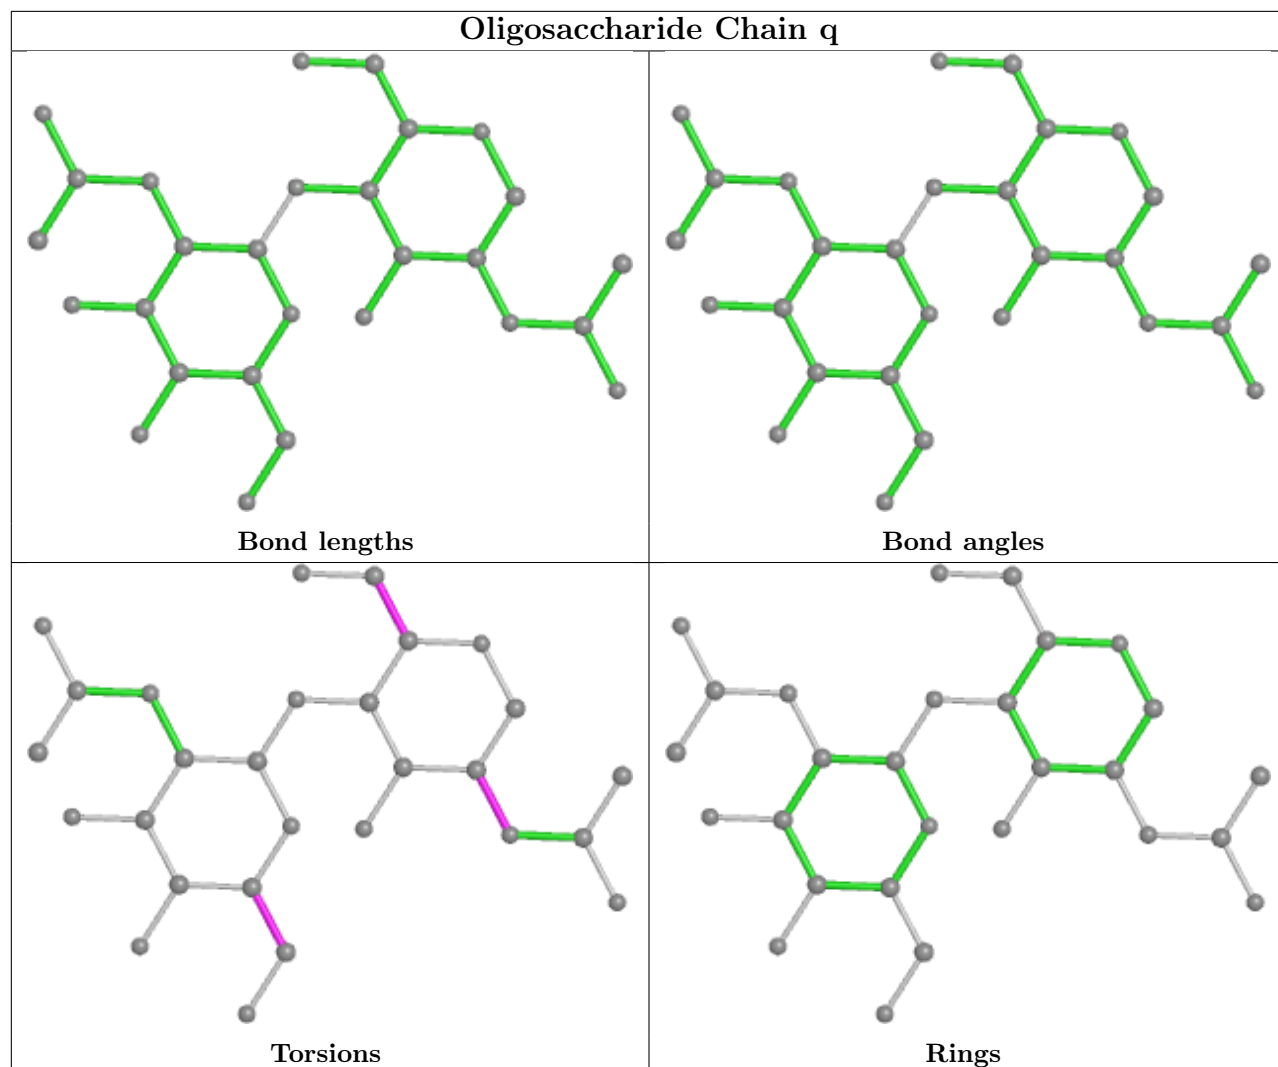 Oligosaccharide Chain q
Bond lengths
Bond angles
Torsions
Rings